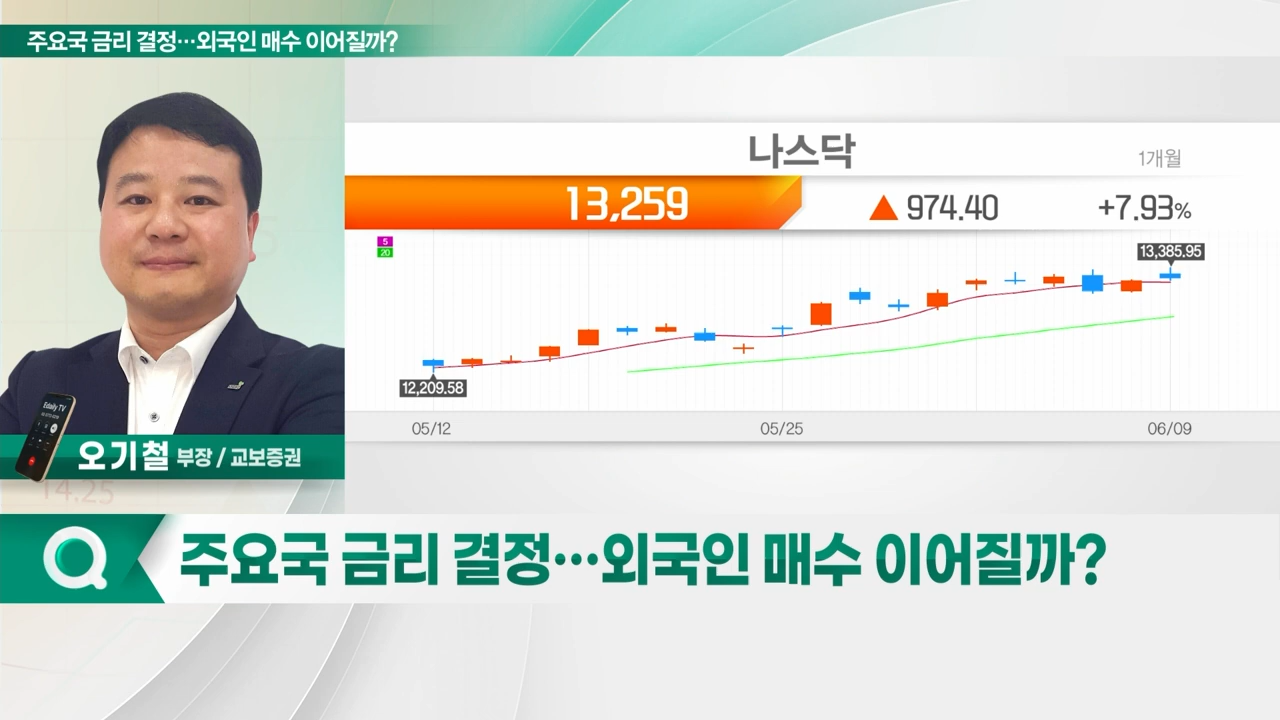 주요국 금리 결정…외국인 매수 이어질까?
나스닥
1개월
13,259
▲ 974.40
+7.93%
5
20
13,385.95
12,209.58
05/12
05/25
06/09
Edaily TV
오기철 부장 / 교보증권
14.25
Q 주요국 금리 결정…외국인 매수 이어질까?